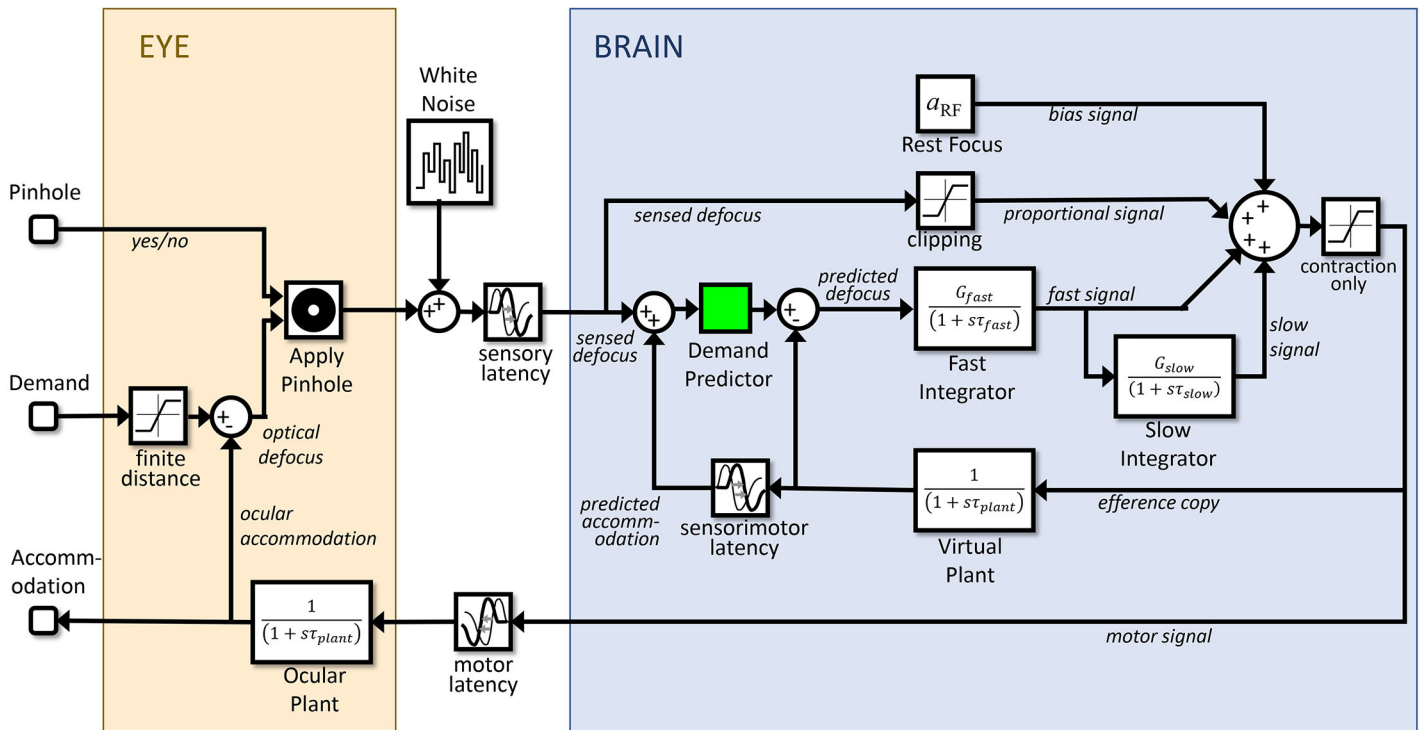 EYE
BRAIN
White
Noise
Pinhole
yes/no
Apply
Pinhole
Demand
finite
distance
+
-
optical
defocus
ocular
accommodation
Accomm-
odation
1
(1 + sτplant)
Ocular
Plant
motor
latency
motor signal
++
sensory
latency
sensed
defocus
sensed defocus
clipping
proportional signal
aRF
Rest Focus
bias signal
+
+
Demand
Predictor
+
-
predicted
defocus
Gfast
(1 + sτfast)
Fast
Integrator
fast signal
Gslow
(1 + sτslow)
Slow
Integrator
slow
signal
+ +
+ +
contraction
only
predicted
accomm-
odation
sensorimotor
latency
1
(1 + sτplant)
Virtual
Plant
efference copy